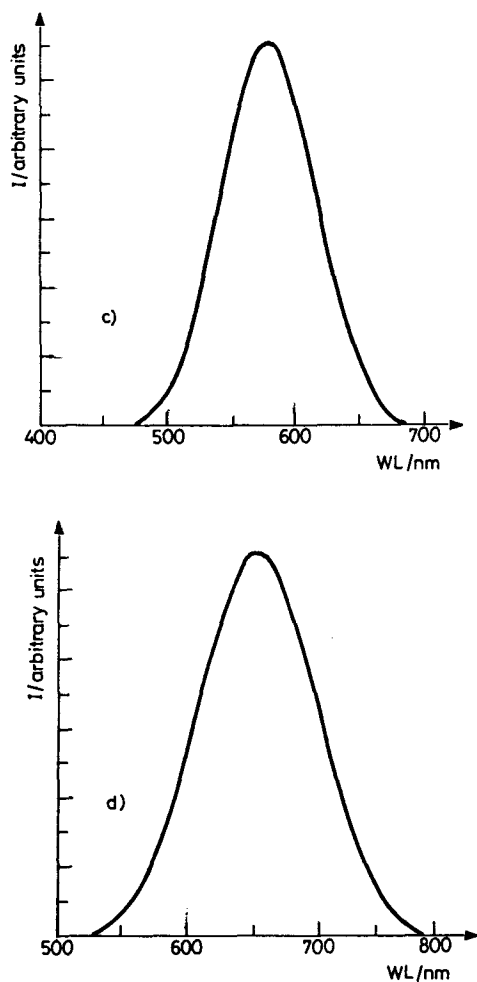 I/arbitrary units
c)
400 500 600 700
WL/nm
I/arbitrary units
d)
500 600 700 800
WL/nm